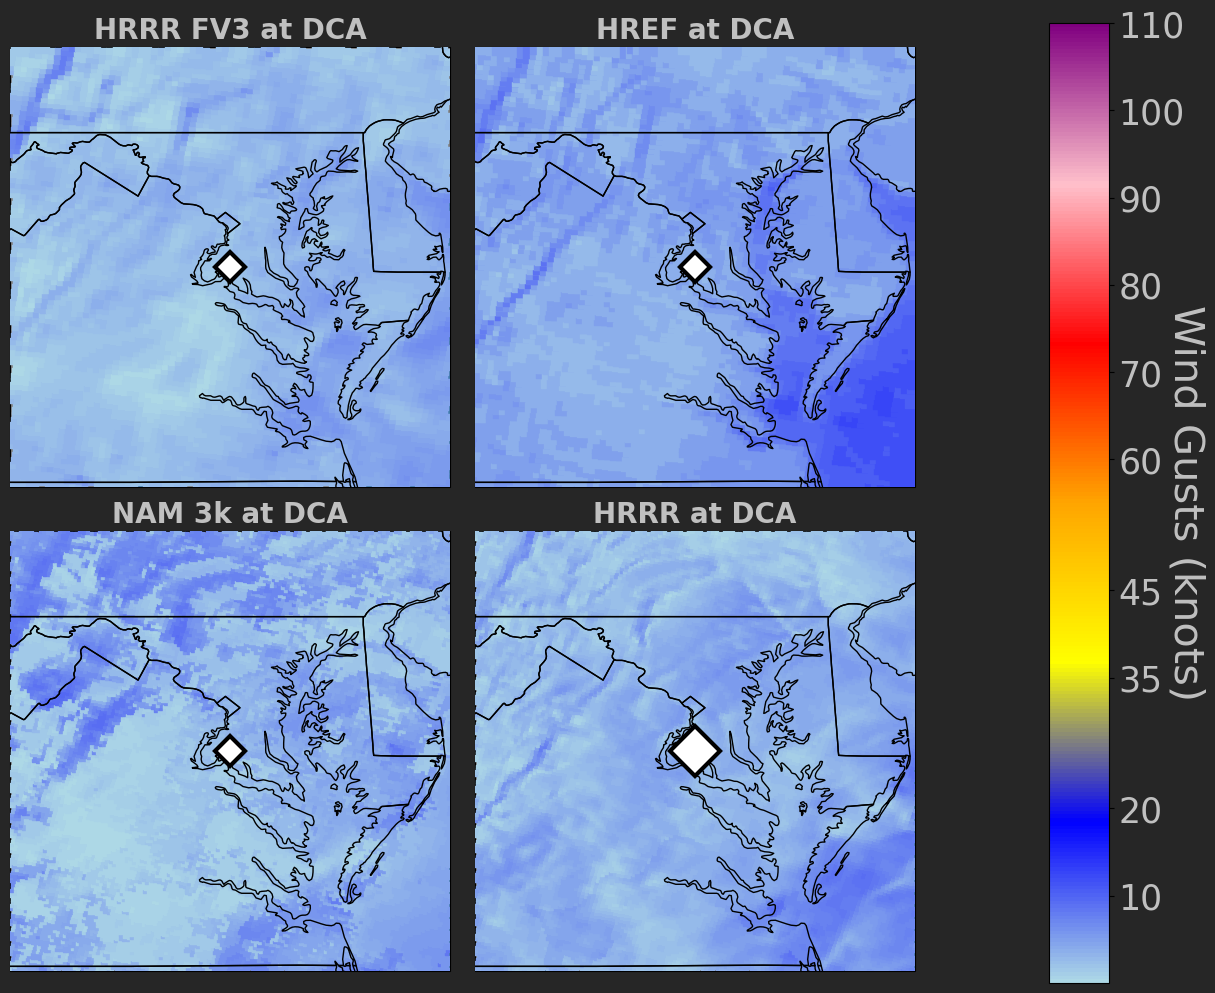 HRRR FV3 at DCA
HREF at DCA
NAM 3k at DCA
HRRR at DCA
110
100
90
80
70
60
45
35
20
10
Wind Gusts (knots)